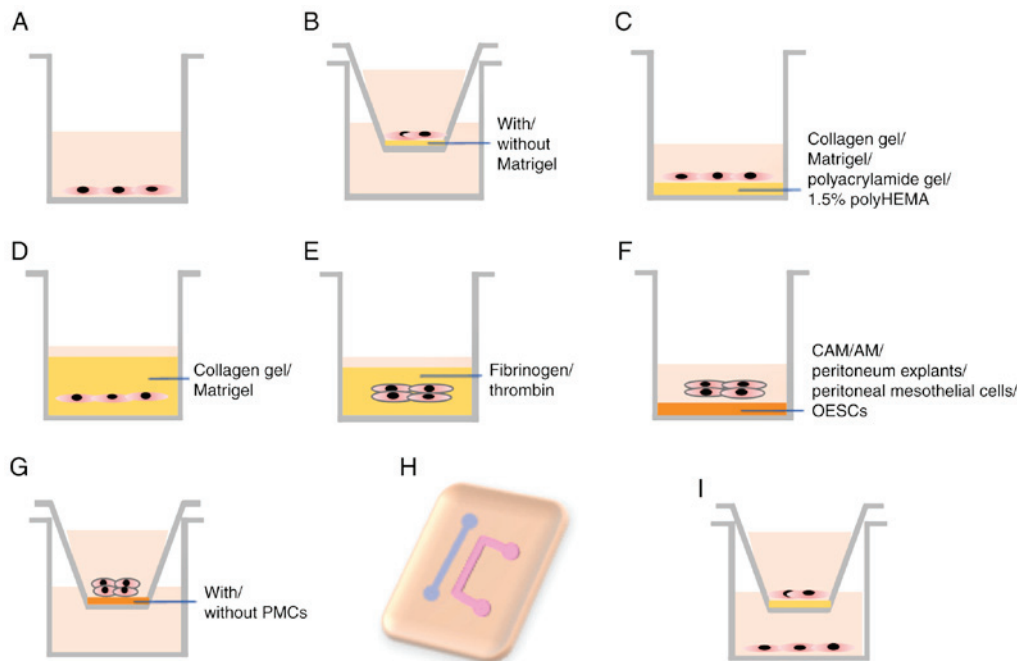 A
B
With/
without
Matrigel
C
Collagen gel/
Matrigel/
polyacrylamide gel/
1.5% polyHEMA
D
Collagen gel/
Matrigel
E
Fibrinogen/
thrombin
F
CAM/AM/
peritoneum explants/
peritoneal mesothelial cells/
OESCs
G
With/
without PMCs
H
I